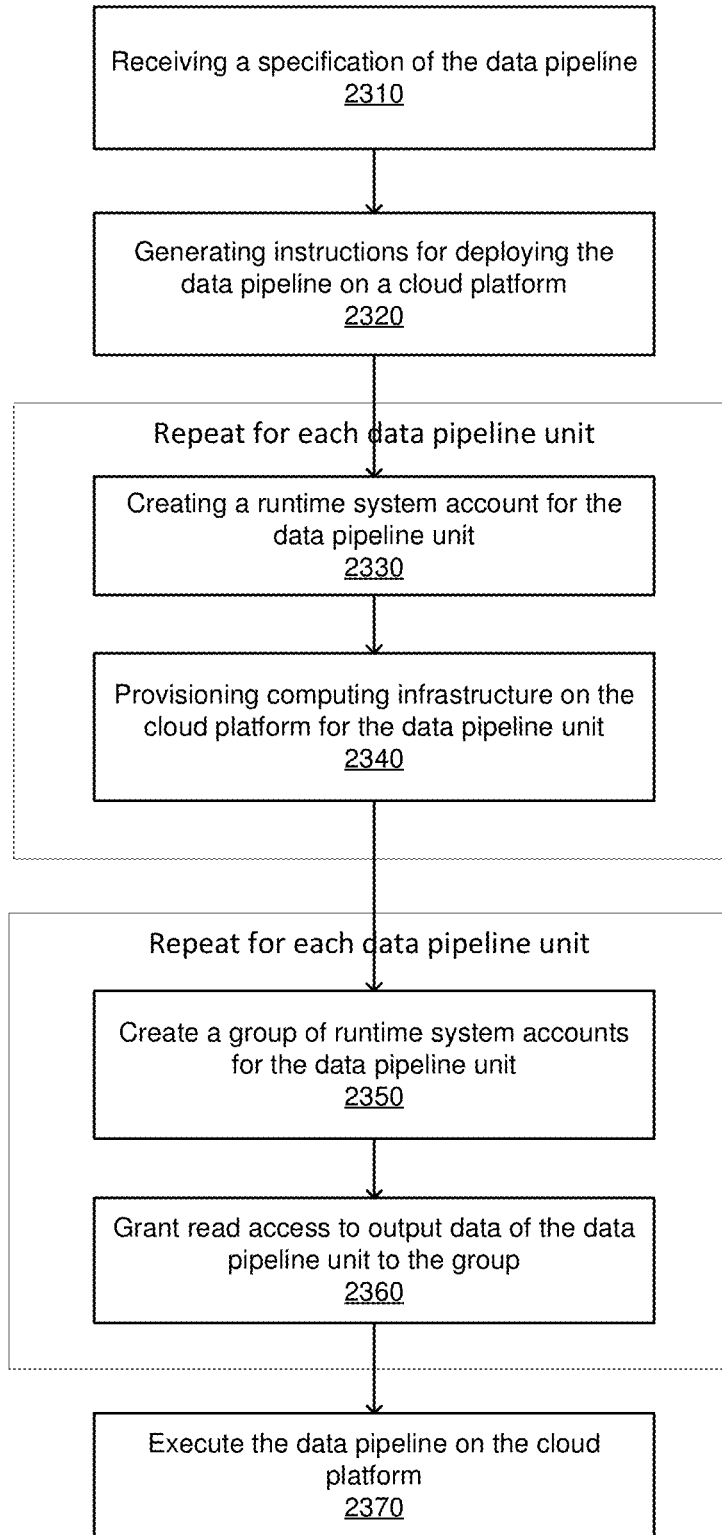 Receiving a specification of the data pipeline
2310
Generating instructions for deploying the
data pipeline on a cloud platform
2320
Repeat for each data pipeline unit
Creating a runtime system account for the
data pipeline unit
2330
Provisioning computing infrastructure on the
cloud platform for the data pipeline unit
2340
Repeat for each data pipeline unit
Create a group of runtime system accounts
for the data pipeline unit
2350
Grant read access to output data of the data
pipeline unit to the group
2360
Execute the data pipeline on the cloud
platform
2370